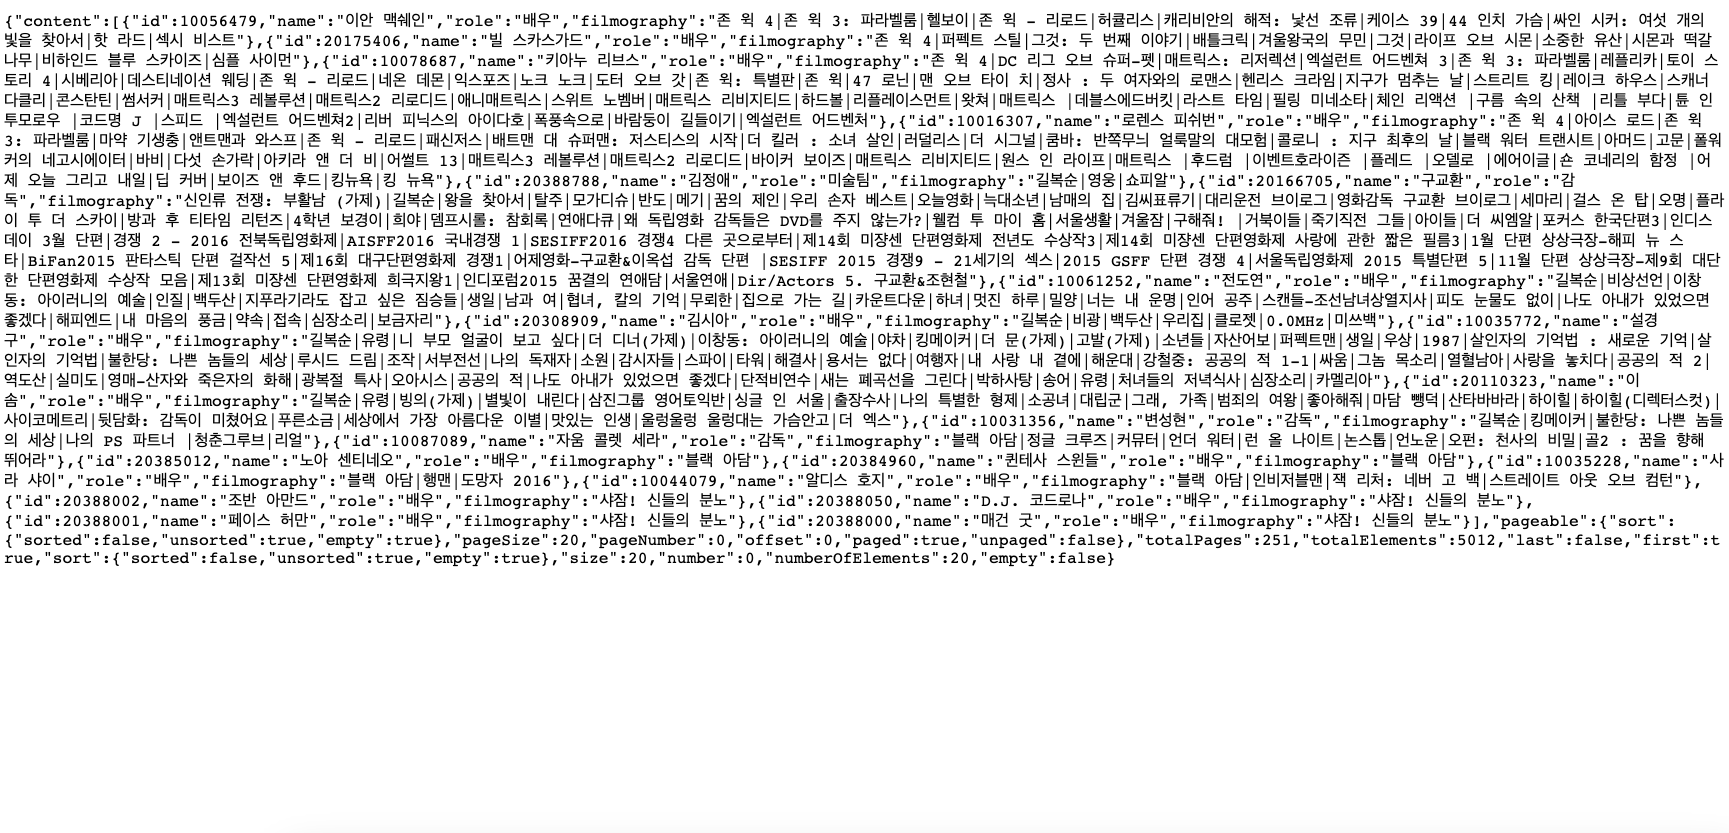 {"content":[{"id":10056479,"name":"이안 맥쉐인","role":"배우","filmography":"존 윅 4|존 윅 3: 파라벨룸|헬보이|존 윅 - 리로드|허큘리스|캐리비안의 해적: 낯선 조류|케이스 39|44 인치 가슴|싸인 시커: 여섯 개의
빛을 찾아서|핫 라드|섹시 비스트"},{"id":20175406,"name":"빌 스카스가드","role":"배우","filmography":"존 윅 4|퍼펙트 스틸|그것: 두 번째 이야기|배틀크릭|겨울왕국의 무민|그것|라이프 오브 시몬|소중한 유산|시몬과 떡갈
나무|비하인드 블루 스카이즈|심플 사이먼"},{"id":10078687,"name":"키아누 리브스","role":"배우","filmography":"존 윅 4|DC 리그 오브 슈퍼-펫|매트릭스: 리저렉션|엑설런트 어드벤쳐 3|존 윅 3: 파라벨룸|레플리카|토이 스
토리 4|시베리아|데스티네이션 웨딩|존 윅 - 리로드|네온 데몬|익스포즈|노크 노크|도터 오브 갓|존 윅: 특별판|존 윅|47 로닌|맨 오브 타이 치|정사 : 두 여자와의 로맨스|헨리스 크라임|지구가 멈추는 날|스트리트 킹|레이크 하우스|스캐너
다클리|콘스탄틴|썸서커|매트릭스3 레볼루션|매트릭스2 리로디드|애니매트릭스|스위트 노벰버|매트릭스 리비지티드|하드볼|리플레이스먼트|왓쳐|매트릭스 |데블스에드버킷|라스트 타임|필링 미네소타|체인 리액션 |구름 속의 산책 |리틀 부다|튠 인
투모로우 |코드명 J |스피드 |엑설런트 어드벤쳐2|리버 피닉스의 아이다호|폭풍속으로|바람둥이 길들이기|엑설런트 어드벤처"},{"id":10016307,"name":"로렌스 피쉬번","role":"배우","filmography":"존 윅 4|아이스 로드|존 윅
3: 파라벨룸|마약 기생충|앤트맨과 와스프|존 윅 - 리로드|패신저스|배트맨 대 슈퍼맨: 저스티스의 시작|더 킬러 : 소녀 살인|러덜리스|더 시그널|쿰바: 반쪽무늬 얼룩말의 대모험|콜로니 : 지구 최후의 날|블랙 워터 트랜시트|아머드|고문|폴워
커의 네고시에이터|바비|다섯 손가락|아키라 앤 더 비|어썰트 13|매트릭스3 레볼루션|매트릭스2 리로디드|바이커 보이즈|매트릭스 리비지티드|원스 인 라이프|매트릭스 |후드럼 |이벤트호라이즌 |플레드 |오델로 |에어이글|숀 코네리의 함정 |어
제 오늘 그리고 내일|딥 커버|보이즈 앤 후드|킹뉴욕|킹 뉴욕"},{"id":20388788,"name":"김정애","role":"미술팀","filmography":"길복순|영웅|쇼피알"},{"id":20166705,"name":"구교환","role":"감
독","filmography":"신인류 전쟁: 부활남 (가제)|길복순|왕을 찾아서|탈주|모가디슈|반도|메기|꿈의 제인|우리 손자 베스트|오늘영화|늑대소년|남매의 집|김씨표류기|대리운전 브이로그|영화감독 구교환 브이로그|세마리|걸스 온 탑|오명|플라
이 투 더 스카이|방과 후 티타임 리턴즈|4학년 보경이|희야|뎀프시롤: 참회록|연애다큐|왜 독립영화 감독들은 DVD를 주지 않는가?|웰컴 투 마이 홈|서울생활|겨울잠|구해줘! |거북이들|죽기직전 그들|아이들|더 씨엠알|포커스 한국단편3|인디스
데이 3월 단편|경쟁 2 - 2016 전북독립영화제|AISFF2016 국내경쟁 1|SESIFF2016 경쟁4 다른 곳으로부터|제14회 미쟝센 단편영화제 전년도 수상작3|제14회 미쟝센 단편영화제 사랑에 관한 짧은 필름3|1월 단편 상상극장-해피 뉴 스
타|BiFan2015 판타스틱 단편 걸작선 5|제16회 대구단편영화제 경쟁1|어제영화-구교환&이옥섭 감독 단편 |SESIFF 2015 경쟁9 - 21세기의 섹스|2015 GSFF 단편 경쟁 4|서울독립영화제 2015 특별단편 5|11월 단편 상상극장-제9회 대단
한 단편영화제 수상작 모음|제13회 미쟝센 단편영화제 희극지왕1|인디포럼2015 꿈결의 연애담|서울연애|Dir/Actors 5. 구교환&조현철"},{"id":10061252,"name":"전도연","role":"배우","filmography":"길복순|비상선언|이창
동: 아이러니의 예술|인질|백두산|지푸라기라도 잡고 싶은 짐승들|생일|남과 여|협녀, 칼의 기억|무뢰한|집으로 가는 길|카운트다운|하녀|멋진 하루|밀양|너는 내 운명|인어 공주|스캔들-조선남녀상열지사|피도 눈물도 없이|나도 아내가 있었으면
좋겠다|해피엔드|내 마음의 풍금|약속|접속|심장소리|보금자리"},{"id":20308909,"name":"김시아","role":"배우","filmography":"길복순|비광|백두산|우리집|클로젯|0.0MHz|미쓰백"},{"id":10035772,"name":"설경
구","role":"배우","filmography":"길복순|유령|니 부모 얼굴이 보고 싶다|더 디너(가제)|이창동: 아이러니의 예술|야차|킹메이커|더 문(가제)|고발(가제)|소년들|자산어보|퍼펙트맨|생일|우상|1987|살인자의 기억법 : 새로운 기억|살
인자의 기억법|불한당: 나쁜 놈들의 세상|루시드 드림|조작|서부전선|나의 독재자|소원|감시자들|스파이|타워|해결사|용서는 없다|여행자|내 사랑 내 곁에|해운대|강철중: 공공의 적 1-1|싸움|그놈 목소리|열혈남아|사랑을 놓치다|공공의 적 2|
역도산|실미도|영매-산자와 죽은자의 화해|광복절 특사|오아시스|공공의 적|나도 아내가 있었으면 좋겠다|단적비연수|새는 폐곡선을 그린다|박하사탕|송어|유령|처녀들의 저녁식사|심장소리|카멜리아"},{"id":20110323,"name":"이
솜","role":"배우","filmography":"길복순|유령|빙의(가제)|별빛이 내린다|삼진그룹 영어토익반|싱글 인 서울|출장수사|나의 특별한 형제|소공녀|대립군|그래, 가족|범죄의 여왕|좋아해줘|마담 뺑덕|산타바바라|하이힐|하이힐(디렉터스컷)|
사이코메트리|뒷담화: 감독이 미쳤어요|푸른소금|세상에서 가장 아름다운 이별|맛있는 인생|울렁울렁 울렁대는 가슴안고|더 엑스"},{"id":10031356,"name":"변성현","role":"감독","filmography":"길복순|킹메이커|불한당: 나쁜 놈들
의 세상|나의 PS 파트너 |청춘그루브|리얼"},{"id":10087089,"name":"자움 콜렛 세라","role":"감독","filmography":"블랙 아담|정글 크루즈|커뮤터|언더 워터|런 올 나이트|논스톱|언노운|오펀: 천사의 비밀|골2 : 꿈을 향해
뛰어라"},{"id":20385012,"name":"노아 센티네오","role":"배우","filmography":"블랙 아담"},{"id":20384960,"name":"퀸테사 스윈들","role":"배우","filmography":"블랙 아담"},{"id":10035228,"name":"사
라 샤이","role":"배우","filmography":"블랙 아담|행맨|도망자 2016"},{"id":10044079,"name":"알디스 호지","role":"배우","filmography":"블랙 아담|인비저블맨|잭 리처: 네버 고 백|스트레이트 아웃 오브 컴턴"},
{"id":20388002,"name":"조반 아만드","role":"배우","filmography":"샤잠! 신들의 분노"},{"id":20388050,"name":"D.J. 코드로나","role":"배우","filmography":"샤잠! 신들의 분노"},
{"id":20388001,"name":"페이스 허만","role":"배우","filmography":"샤잠! 신들의 분노"},{"id":20388000,"name":"매건 굿","role":"배우","filmography":"샤잠! 신들의 분노"}],"pageable":{"sort":
{"sorted":false,"unsorted":true,"empty":true},"pageSize":20,"pageNumber":0,"offset":0,"paged":true,"unpaged":false},"totalPages":251,"totalElements":5012,"last":false,"first":t
rue,"sort":{"sorted":false,"unsorted":true,"empty":true},"size":20,"number":0,"numberOfElements":20,"empty":false}